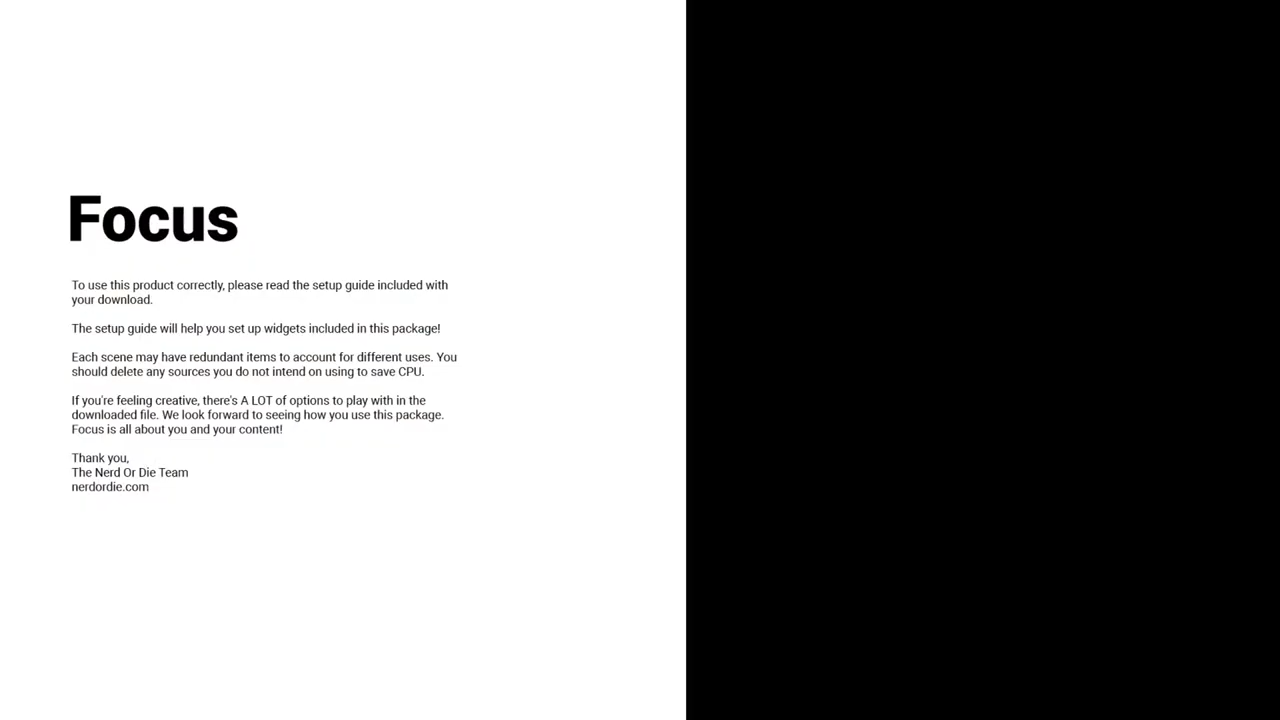 Focus
To use this product correctly, please read the setup guide included with
your download.
The setup guide will help you set up widgets included in this package!
Each scene may have redundant items to account for different uses. You
should delete any sources you do not intend on using to save CPU.
If you're feeling creative, there's A LOT of options to play with in the
downloaded file. We look forward to seeing how you use this package.
Focus is all about you and your content!
Thank you,
The Nerd Or Die Team
nerdordie.com